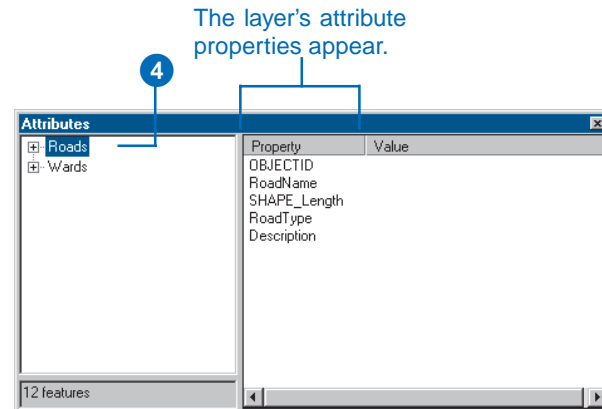 The layer's attribute
properties appear.
4
Attributes
Roads
Wards
Property Value
OBJECTID
RoadName
SHAPE_Length
RoadType
Description
12 features